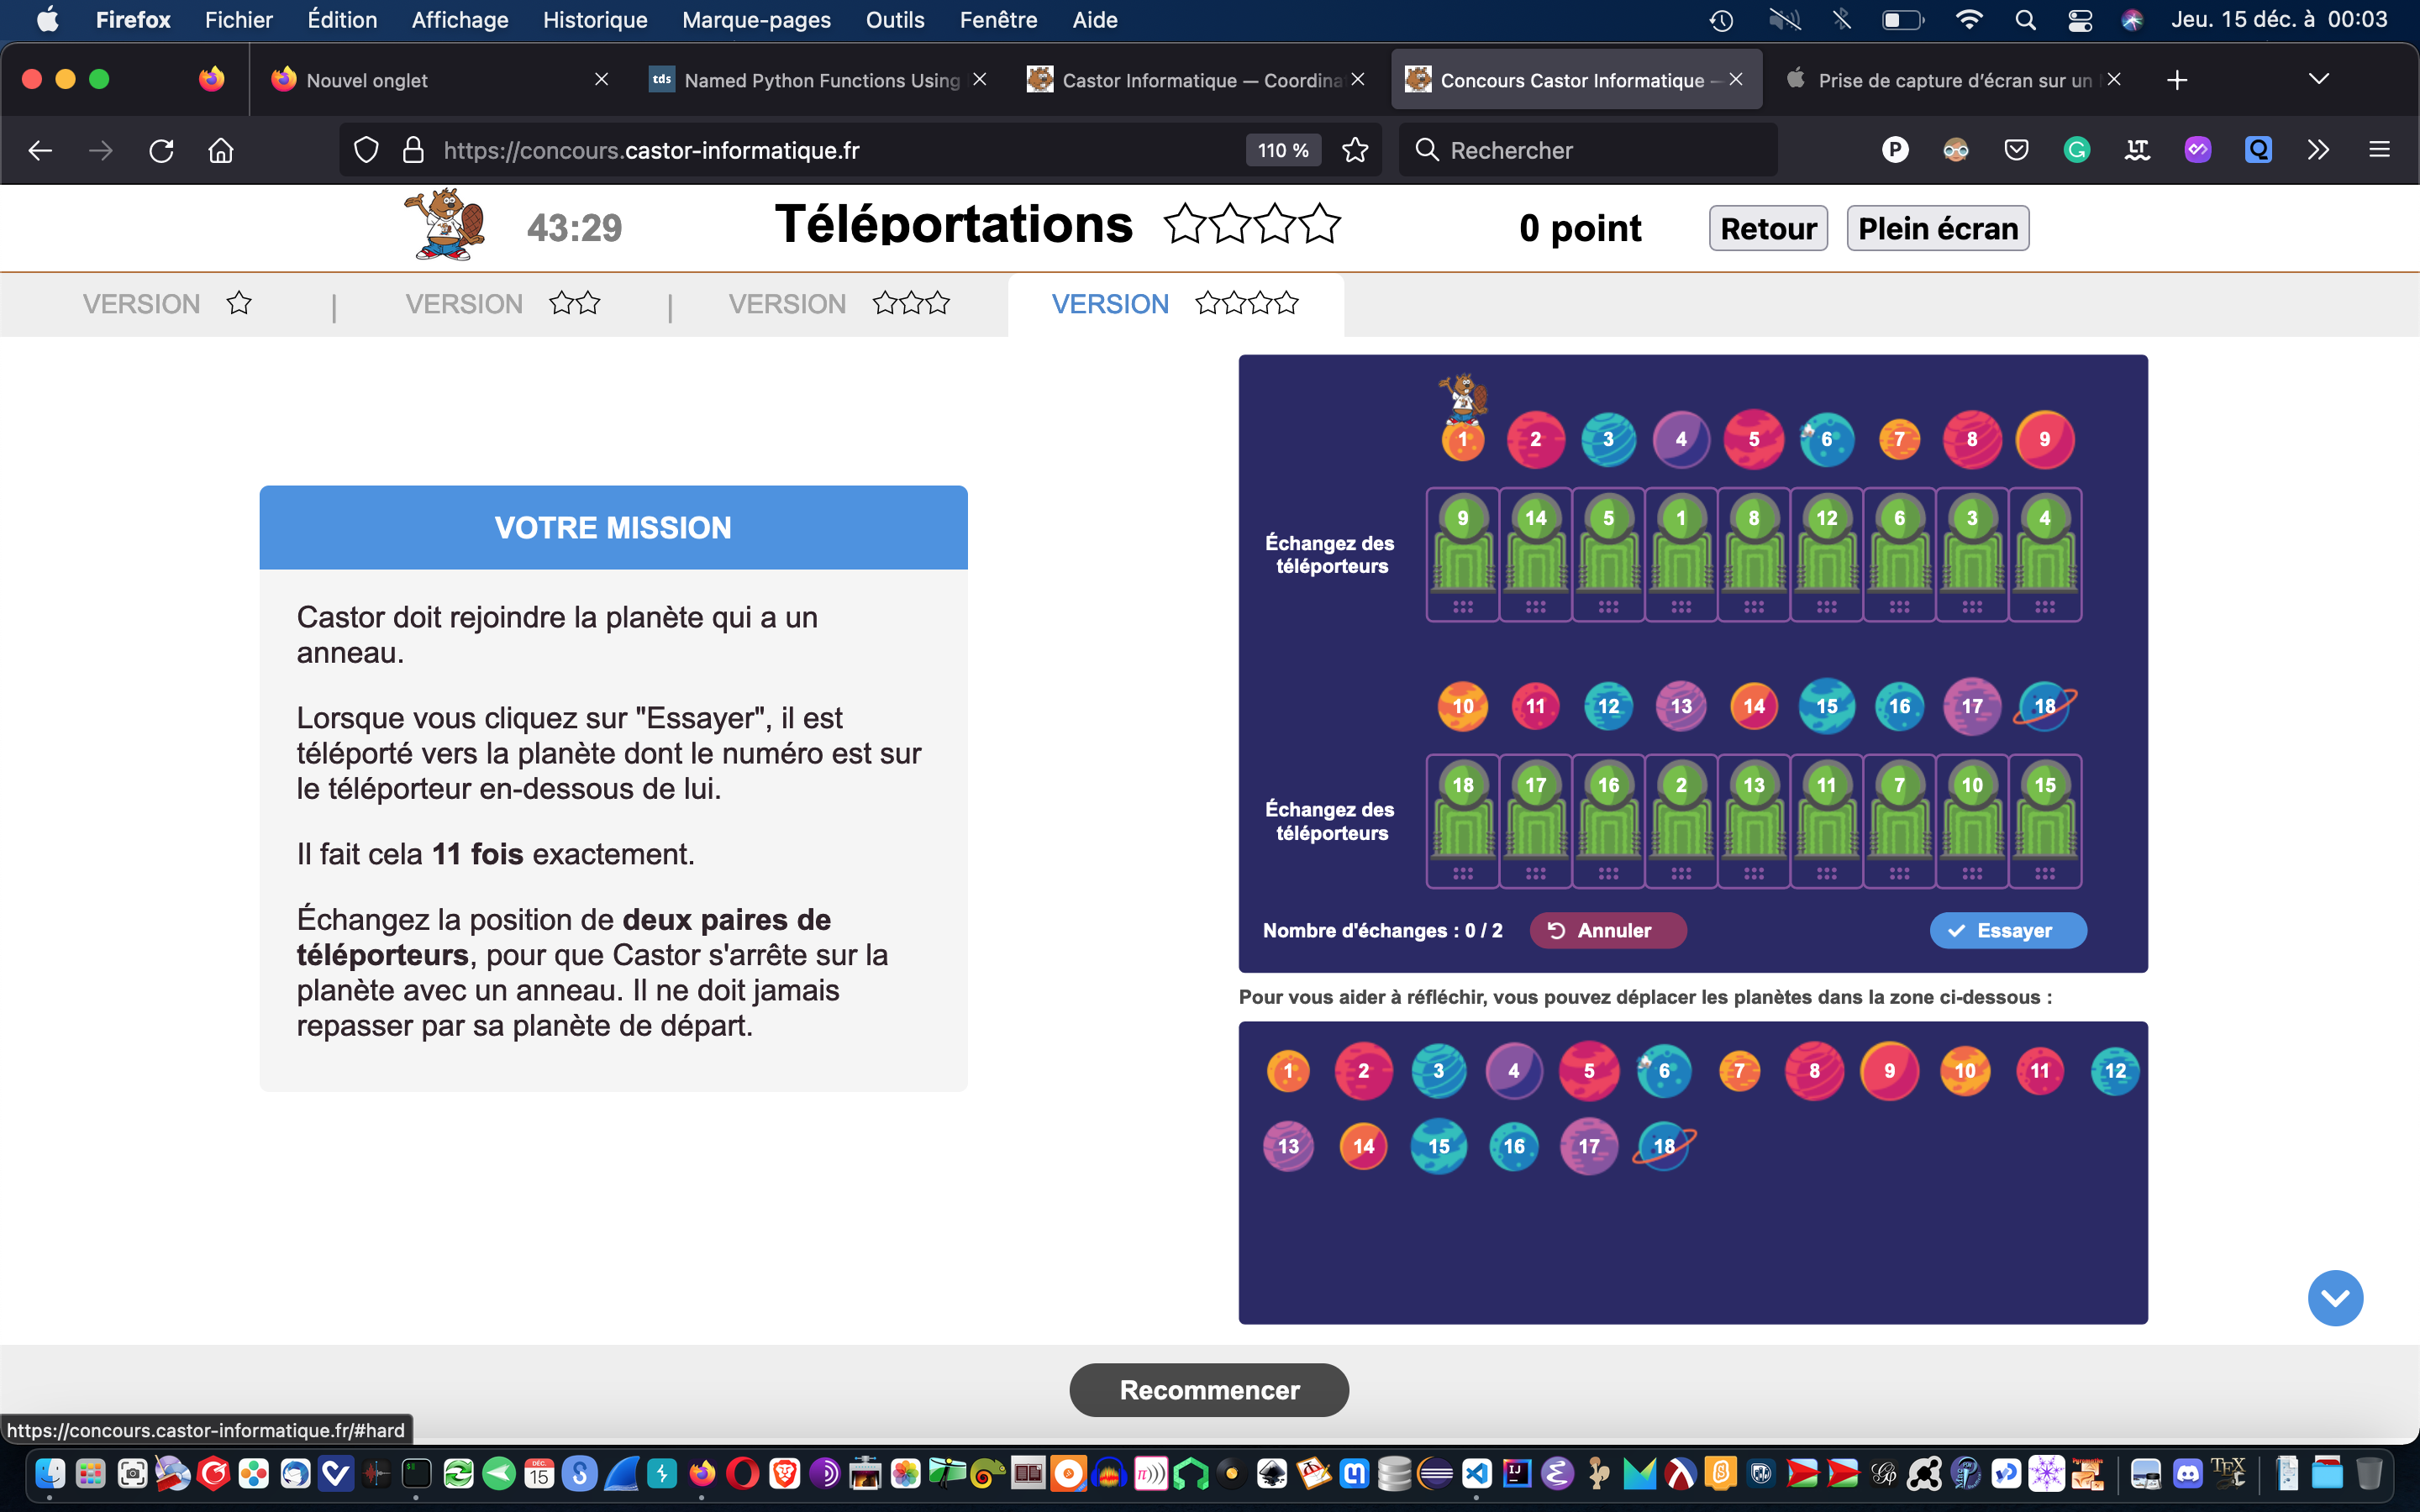 Firefox Fichier Édition Affichage Historique Marque-pages Outils Fenêtre Aide Jeu. 15 déc. à 00:03
Nouvel onglet tds Named Python Functions Using Castor Informatique — Coordina Concours Castor Informatique — Prise de capture d'écran sur un
https://concours.castor-informatique.fr 110 % Rechercher
43:29 Téléportations 0 point Retour Plein écran
VERSION | VERSION | VERSION VERSION
VOTRE MISSION
Castor doit rejoindre la planète qui a un
anneau.
Lorsque vous cliquez sur "Essayer", il est
téléporté vers la planète dont le numéro est sur
le téléporteur en-dessous de lui.
Il fait cela 11 fois exactement.
Échangez la position de deux paires de
téléporteurs, pour que Castor s'arrête sur la
planète avec un anneau. Il ne doit jamais
repasser par sa planète de départ.
1 2 3 4 5 6 7 8 9
9 14 5 1 8 12 6 3 4
Échangez des
téléporteurs
10 11 12 13 14 15 16 17 18
18 17 16 2 13 11 7 10 15
Échangez des
téléporteurs
Nombre d'échanges : 0 / 2 Annuler Essayer
Pour vous aider à réfléchir, vous pouvez déplacer les planètes dans la zone ci-dessous :
1 2 3 4 5 6 7 8 9 10 11 12
13 14 15 16 17 18
Recommencer
https://concours.castor-informatique.fr/#hard